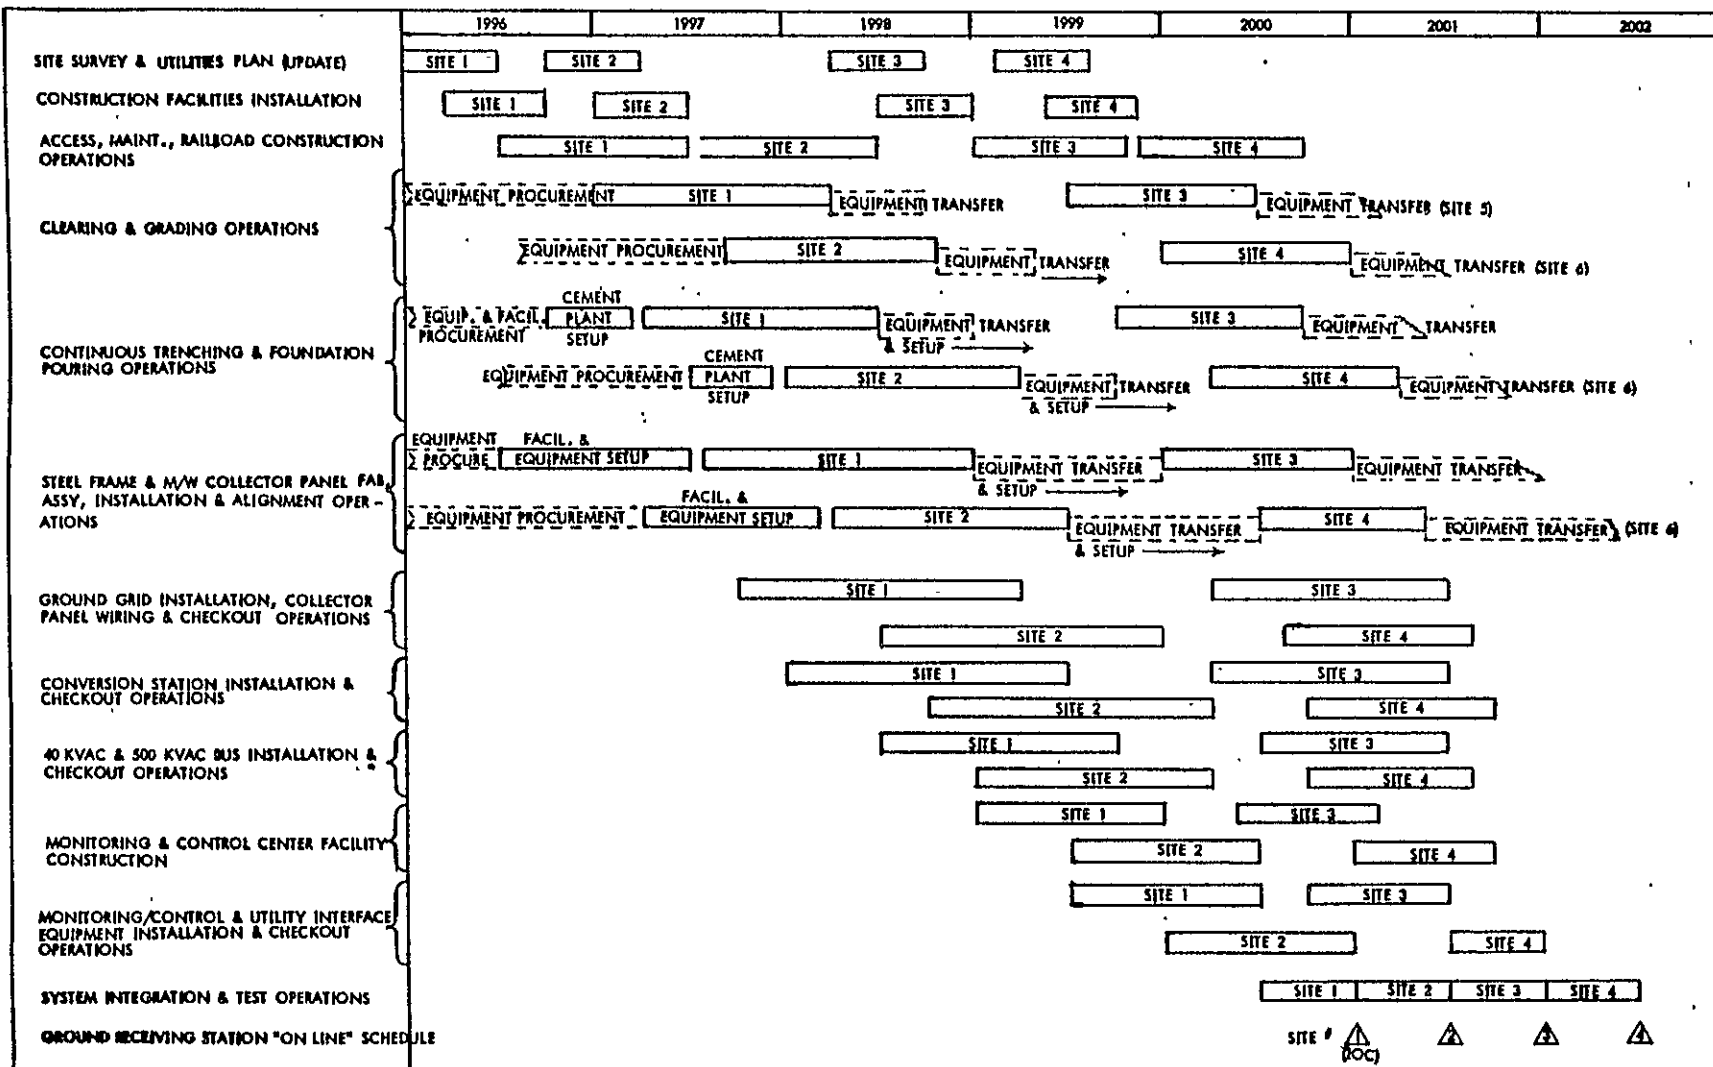 1996 1997 1998 1999 2000 2001 2002
SITE SURVEY & UTILITIES PLAN (UPDATE)
SITE 1 SITE 2 SITE 3 SITE 4
CONSTRUCTION FACILITIES INSTALLATION
SITE 1 SITE 2 SITE 3 SITE 4
ACCESS, MAINT., RAILROAD CONSTRUCTION
OPERATIONS
SITE 1 SITE 2 SITE 3 SITE 4
CLEARING & GRADING OPERATIONS
EQUIPMENT PROCUREMENT SITE 1 EQUIPMENT TRANSFER SITE 3 EQUIPMENT TRANSFER (SITE 5)
EQUIPMENT PROCUREMENT SITE 2 EQUIPMENT TRANSFER SITE 4 EQUIPMENT TRANSFER (SITE 6)
CONTINUOUS TRENCHING & FOUNDATION
POURING OPERATIONS
EQUIP. & FACIL.
PROCUREMENT
CEMENT
PLANT
SETUP
SITE 1
EQUIPMENT TRANSFER
& SETUP
SITE 3
EQUIPMENT TRANSFER
EQUIPMENT PROCUREMENT
CEMENT
PLANT
SETUP
SITE 2
EQUIPMENT TRANSFER
& SETUP
SITE 4
EQUIPMENT TRANSFER (SITE 6)
STEEL FRAME & M/W COLLECTOR PANEL FAB,
ASSY, INSTALLATION & ALIGNMENT OPER-
ATIONS
EQUIPMENT
PROCURE
FACIL. &
EQUIPMENT SETUP
SITE 1
EQUIPMENT TRANSFER
& SETUP
SITE 3
EQUIPMENT TRANSFER
EQUIPMENT PROCUREMENT
FACIL. &
EQUIPMENT SETUP
SITE 2
EQUIPMENT TRANSFER
& SETUP
SITE 4
EQUIPMENT TRANSFER (SITE 6)
GROUND GRID INSTALLATION, COLLECTOR
PANEL WIRING & CHECKOUT OPERATIONS
SITE 1 SITE 3
SITE 2 SITE 4
CONVERSION STATION INSTALLATION &
CHECKOUT OPERATIONS
SITE 1 SITE 3
SITE 2 SITE 4
40 KVAC & 500 KVAC BUS INSTALLATION &
CHECKOUT OPERATIONS
SITE 1 SITE 3
SITE 2 SITE 4
MONITORING & CONTROL CENTER FACILITY
CONSTRUCTION
SITE 1 SITE 3
SITE 2 SITE 4
MONITORING/CONTROL & UTILITY INTERFACE
EQUIPMENT INSTALLATION & CHECKOUT
OPERATIONS
SITE 1 SITE 3
SITE 2 SITE 4
SYSTEM INTEGRATION & TEST OPERATIONS
SITE 1 SITE 2 SITE 3 SITE 4
GROUND RECEIVING STATION "ON LINE" SCHEDULE
SITE # 1 2 3 4
(IOC)